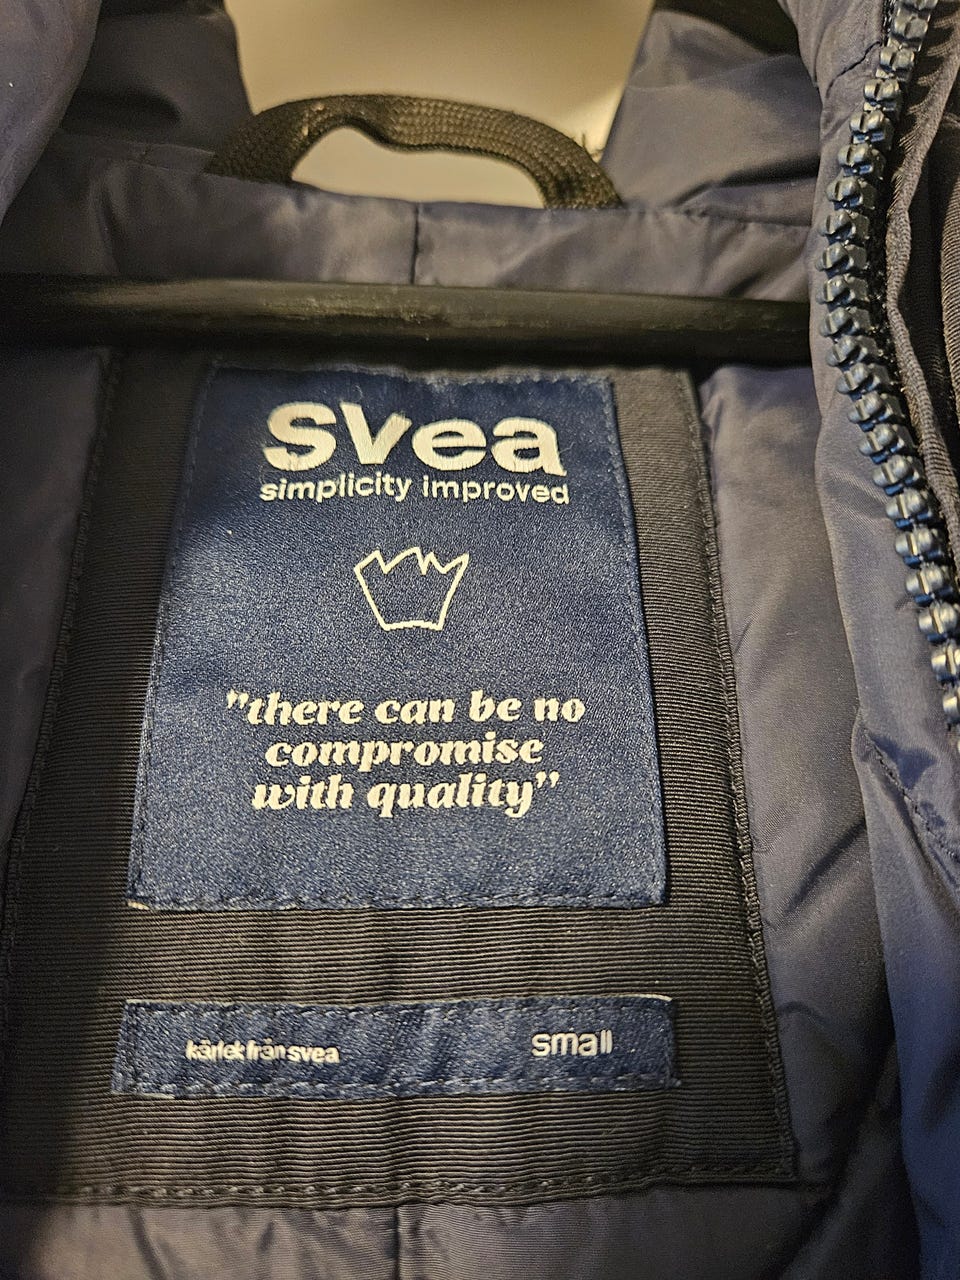 svea
simplicity improved
"there can be no
compromise
with quality"
kärlek från svea
small